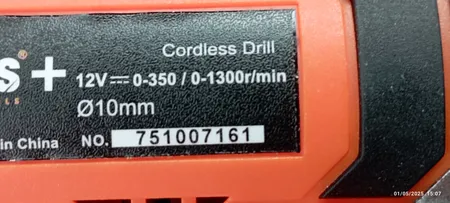 Cordless Drill
s® +
12V⎓ 0-350 / 0-1300r/min
Ø10mm
in China NO. 751007161
01/05/2025 15:07